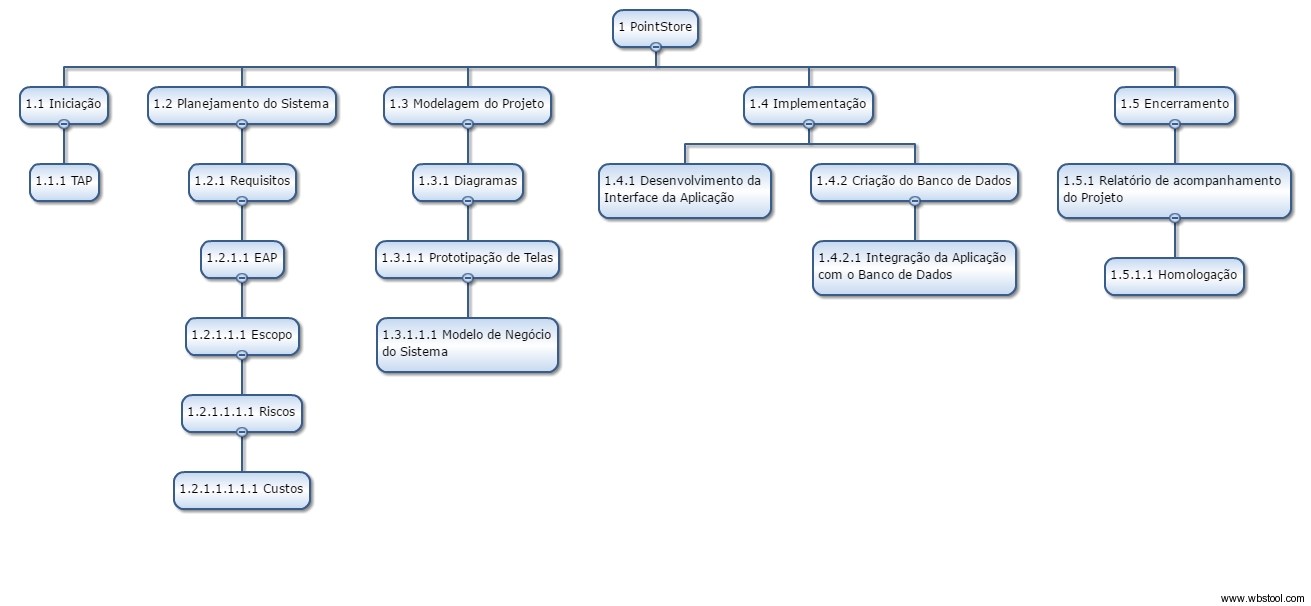 1 PointStore
1.1 Iniciação
1.2 Planejamento do Sistema
1.3 Modelagem do Projeto
1.4 Implementação
1.5 Encerramento
1.1.1 TAP
1.2.1 Requisitos
1.3.1 Diagramas
1.4.1 Desenvolvimento da
Interface da Aplicação
1.4.2 Criação do Banco de Dados
1.5.1 Relatório de acompanhamento
do Projeto
1.2.1.1 EAP
1.3.1.1 Prototipação de Telas
1.4.2.1 Integração da Aplicação
com o Banco de Dados
1.5.1.1 Homologação
1.2.1.1.1 Escopo
1.3.1.1.1 Modelo de Negócio
do Sistema
1.2.1.1.1.1 Riscos
1.2.1.1.1.1.1 Custos
www.wbstool.com